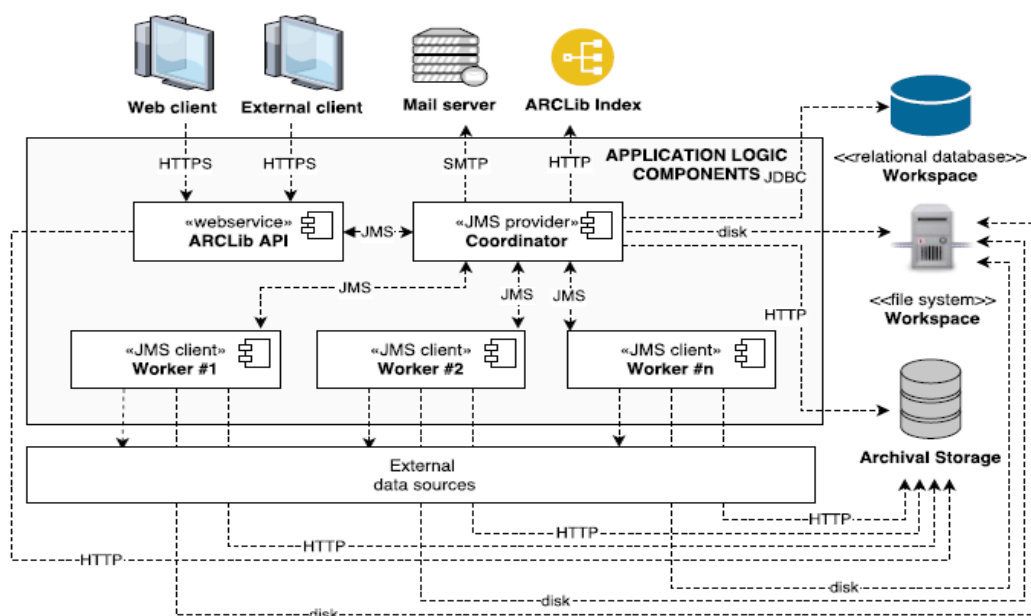 Web client
External client
Mail server
ARCLib Index
HTTPS
HTTPS
SMTP
HTTP
APPLICATION LOGIC
COMPONENTS
JDBC
<<relational database>>
Workspace
«webservice»
ARCLib API
JMS
«JMS provider»
Coordinator
disk
<<file system>>
Workspace
JMS
JMS
JMS
HTTP
«JMS client»
Worker #1
«JMS client»
Worker #2
«JMS client»
Worker #n
Archival Storage
External
data sources
HTTP
HTTP
HTTP
HTTP
disk
disk
disk